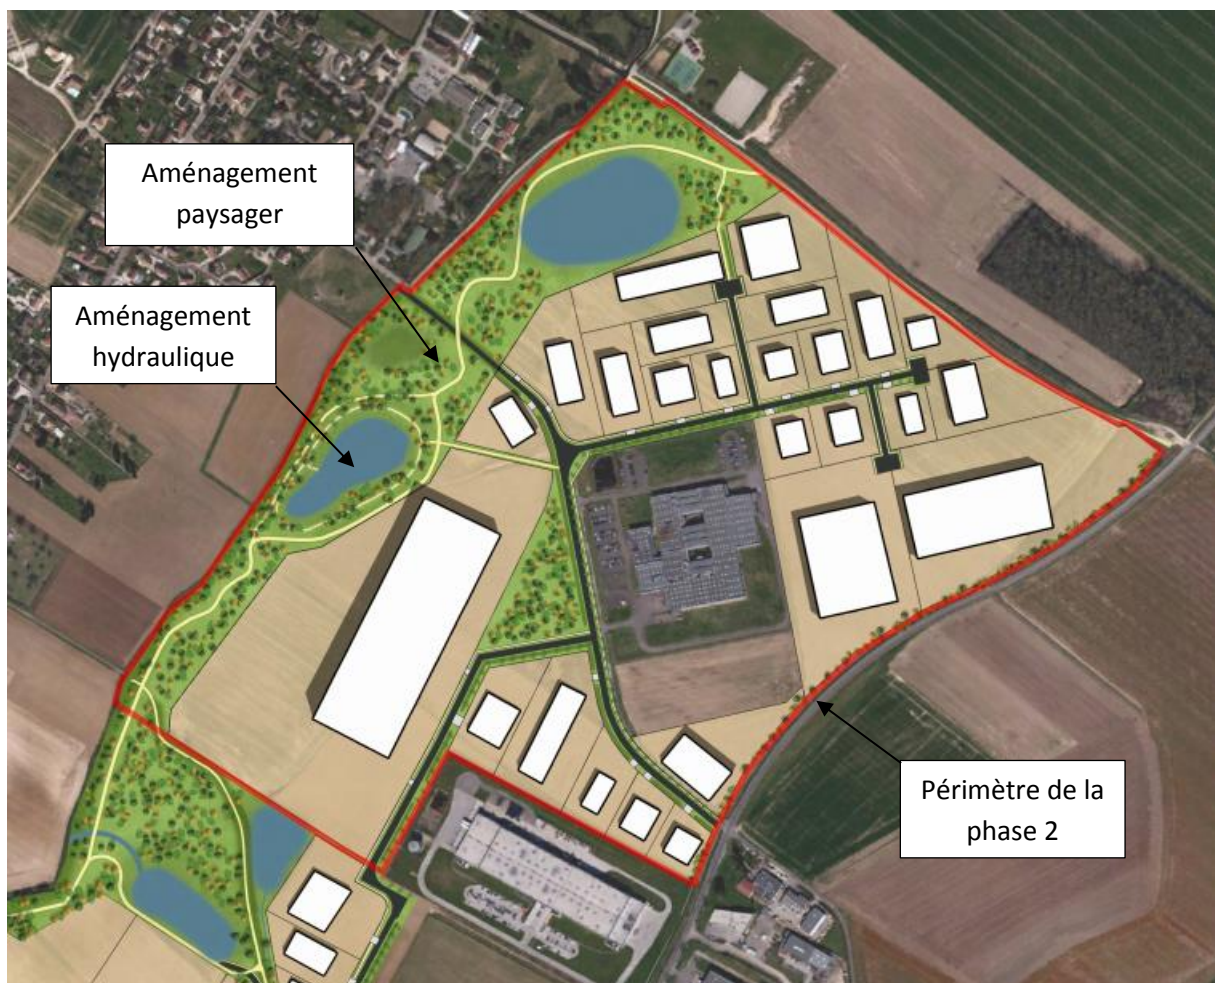 Aménagement
paysager
Aménagement
hydraulique
Périmètre de la
phase 2